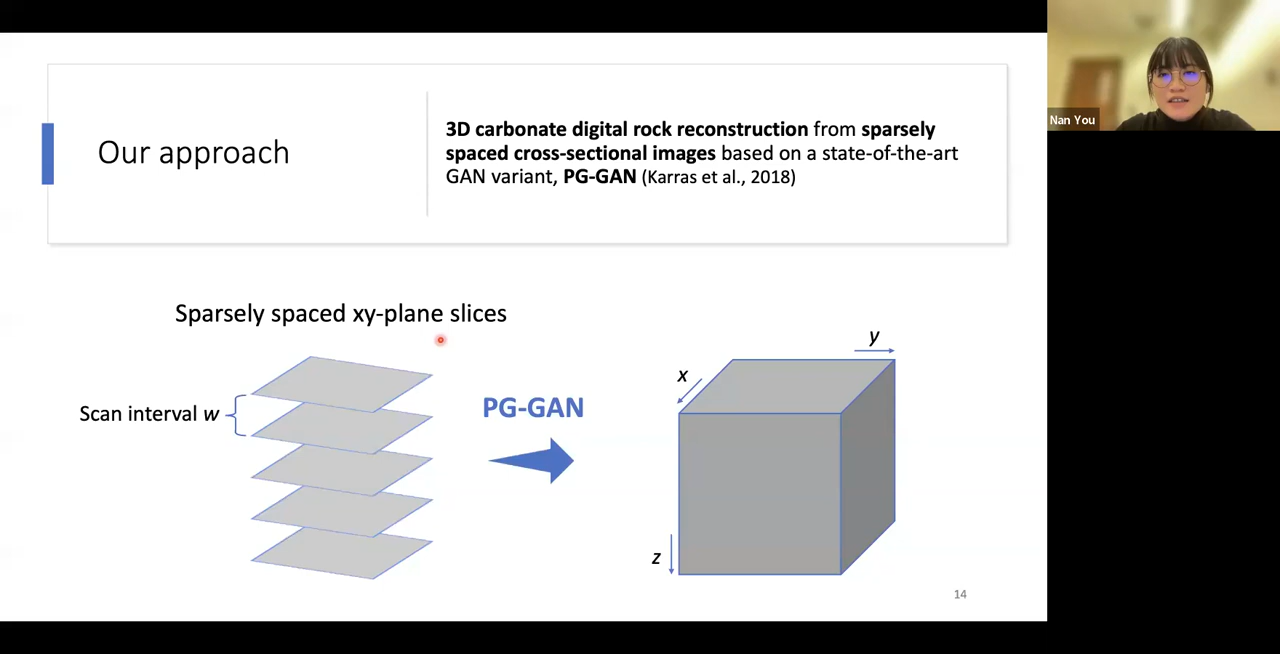 Our approach
3D carbonate digital rock reconstruction from sparsely
spaced cross-sectional images based on a state-of-the-art
GAN variant, PG-GAN (Karras et al., 2018)
Sparsely spaced xy-plane slices
Scan interval w
PG-GAN
x
y
z
14
Nan You